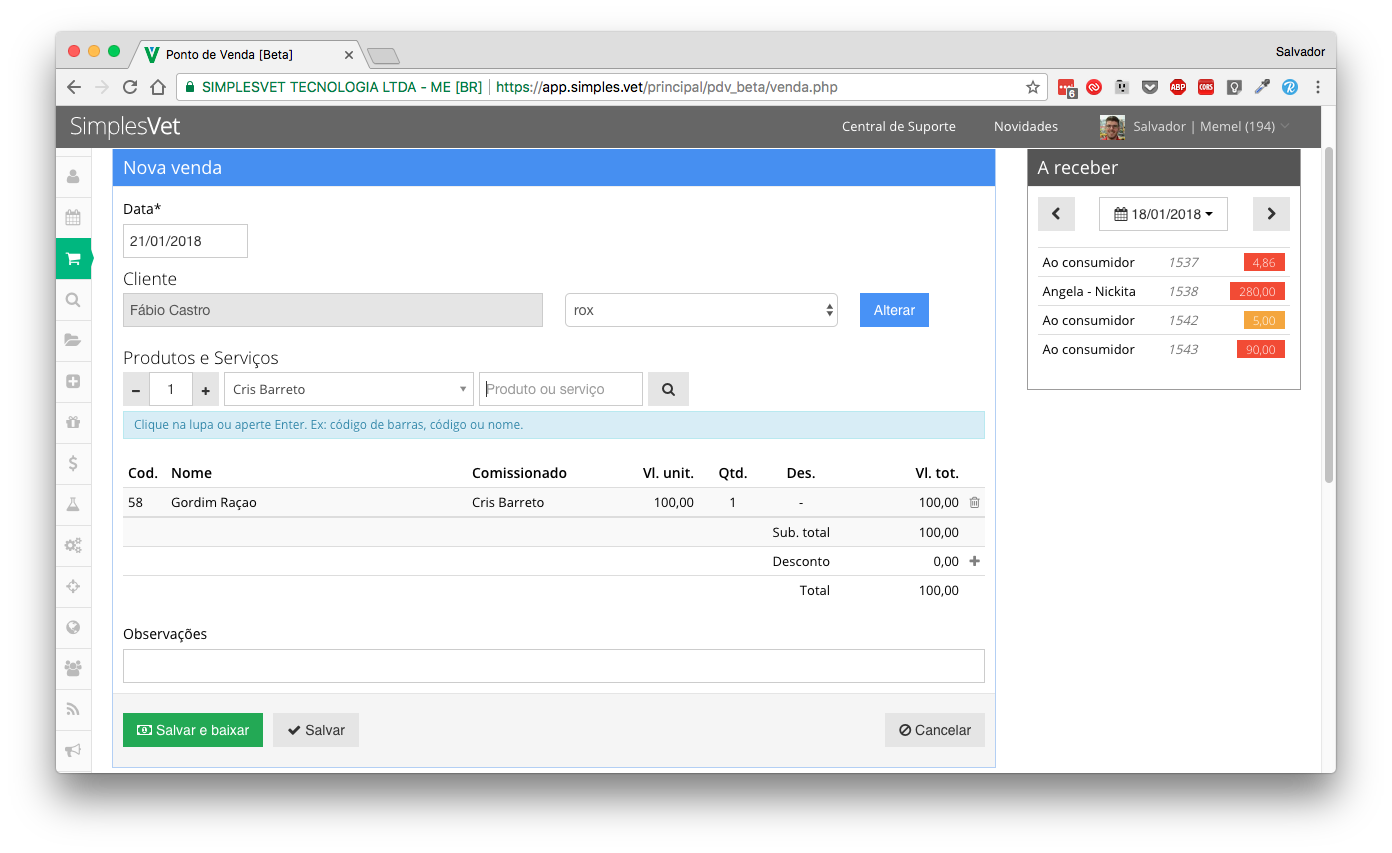 Ponto de Venda [Beta]
Salvador
SIMPLESVET TECNOLOGIA LTDA - ME [BR] https://app.simples.vet/principal/pdv_beta/venda.php
6
ABP
CORS
SimplesVet
Central de Suporte
Novidades
Salvador | Memel (194)
Nova venda
Data*
21/01/2018
Cliente
Fábio Castro
rox
Alterar
Produtos e Serviços
1
Cris Barreto
Produto ou serviço
Clique na lupa ou aperte Enter. Ex: código de barras, código ou nome.
Cod. Nome Comissionado Vl. unit. Qtd. Des. Vl. tot.
58 Gordim Raçao Cris Barreto 100,00 1 - 100,00
Sub. total 100,00
Desconto 0,00
Total 100,00
Observações
Salvar e baixar
Salvar
Cancelar
A receber
18/01/2018
Ao consumidor 1537 4,86
Angela - Nickita 1538 280,00
Ao consumidor 1542 5,00
Ao consumidor 1543 90,00